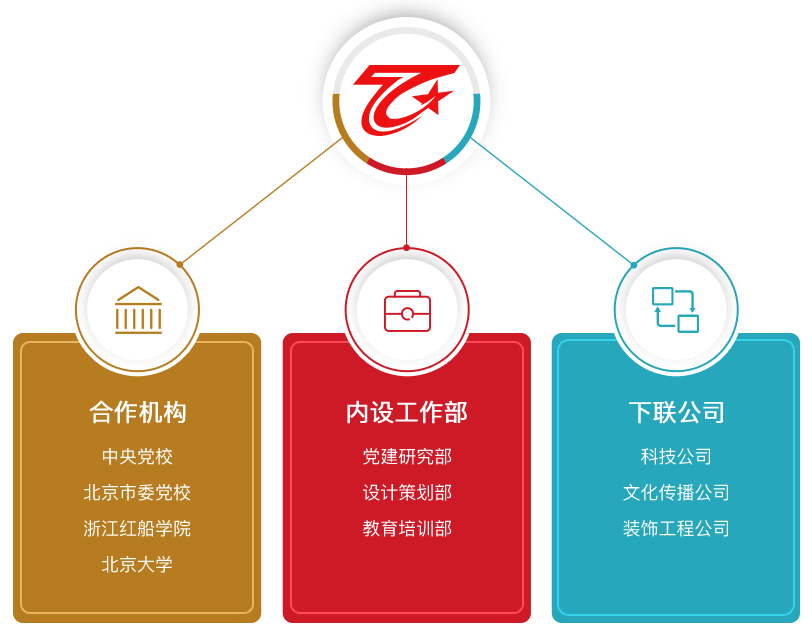 合作机构
中央党校
北京市委党校
浙江红船学院
北京大学
内设工作部
党建研究部
设计策划部
教育培训部
下联公司
科技公司
文化传播公司
装饰工程公司